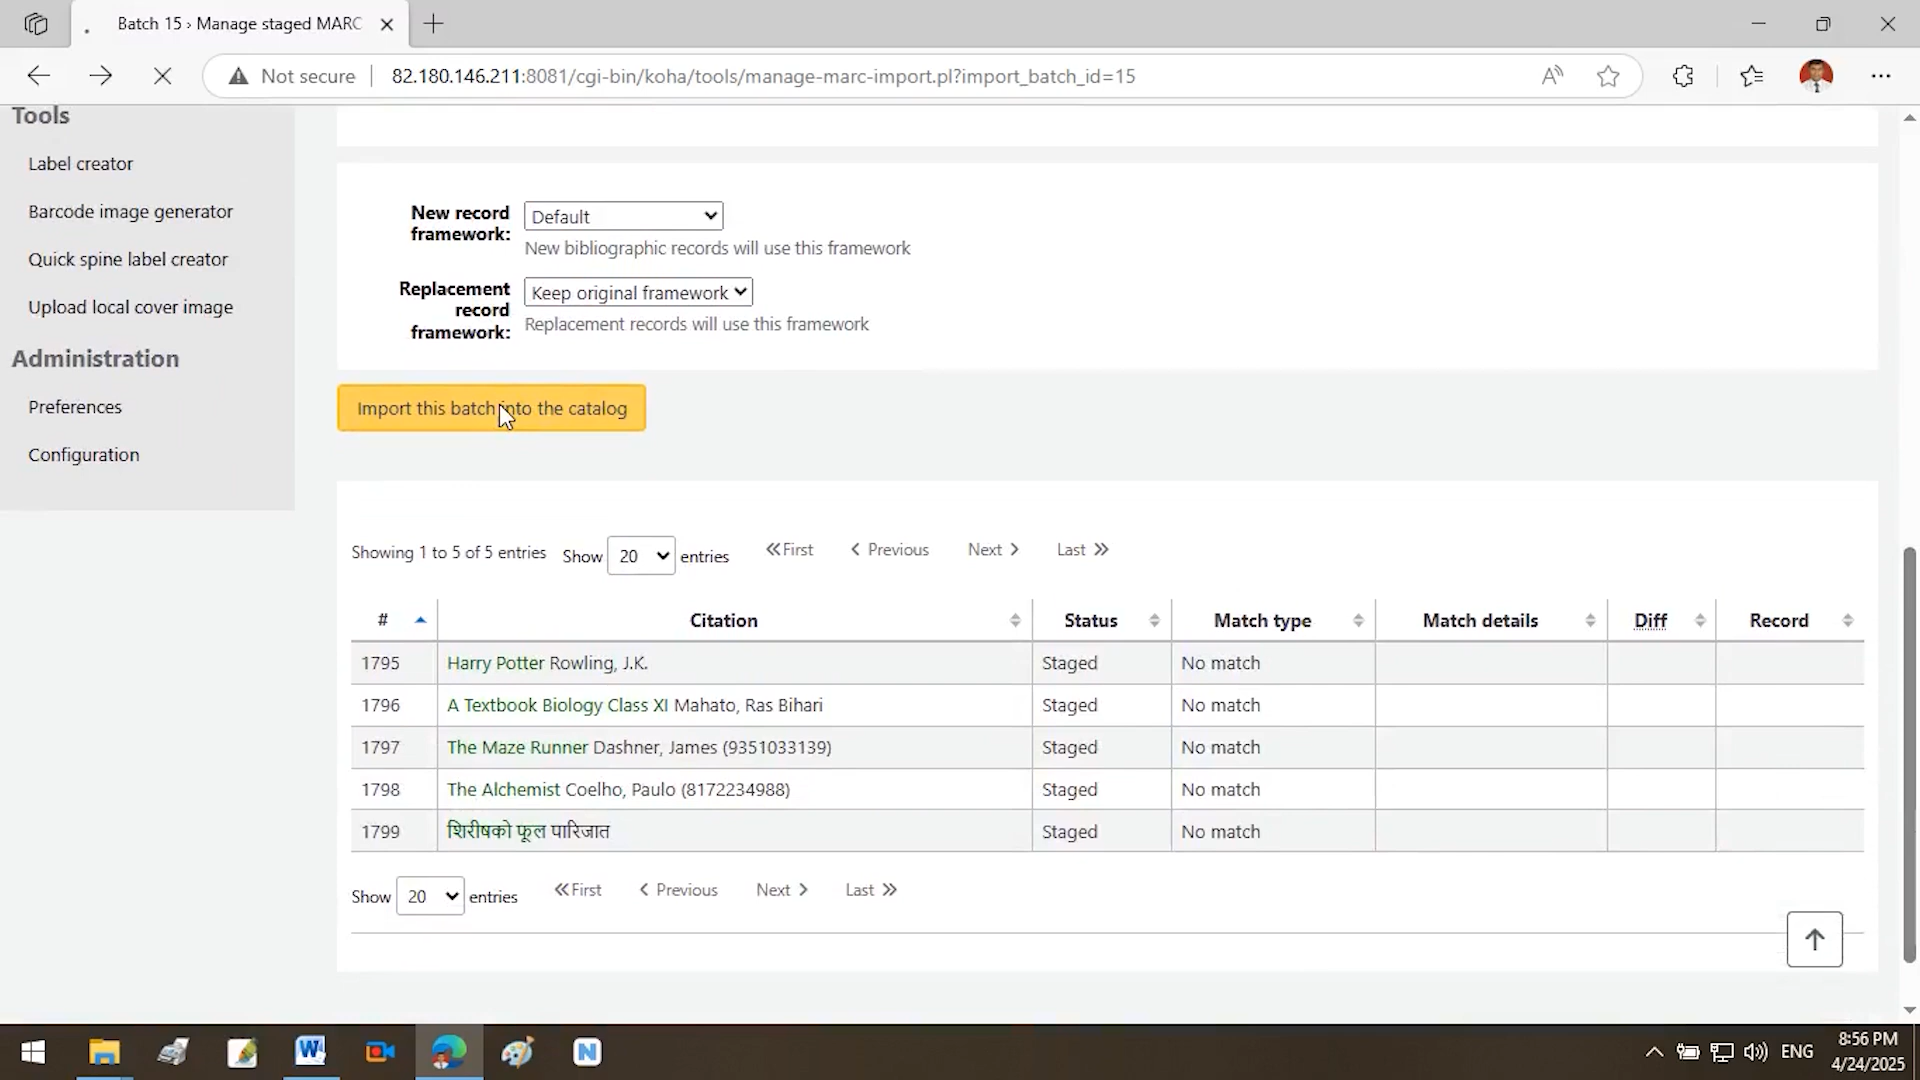 Batch 15 › Manage staged MARC
Not secure
82.180.146.211:8081/cgi-bin/koha/tools/manage-marc-import.pl?import_batch_id=15
Tools
Label creator
Barcode image generator
Quick spine label creator
Upload local cover image
Administration
Preferences
Configuration
New record framework: Default
New bibliographic records will use this framework
Replacement record framework: Keep original framework
Replacement records will use this framework
Import this batch into the catalog
Showing 1 to 5 of 5 entries Show 20 entries First Previous Next Last
# Citation Status Match type Match details Diff Record
1795 Harry Potter Rowling, J.K. Staged No match
1796 A Textbook Biology Class XI Mahato, Ras Bihari Staged No match
1797 The Maze Runner Dashner, James (9351033139) Staged No match
1798 The Alchemist Coelho, Paulo (8172234988) Staged No match
1799 शिरीषको फूल पारिजात Staged No match
Show 20 entries First Previous Next Last
ENG
8:56 PM
4/24/2025